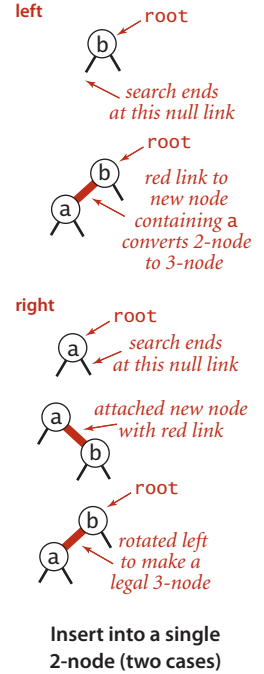 left
root
b
search ends
at this null link
root
b
a
red link to
new node
containing a
converts 2-node
to 3-node
right
root
a
search ends
at this null link
a
attached new node
with red link
b
root
b
a
rotated left
to make a
legal 3-node
Insert into a single
2-node (two cases)